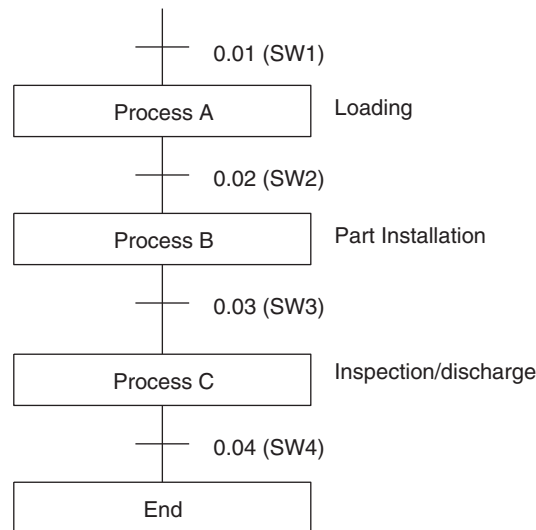 0.01 (SW1)
Process A
Loading
0.02 (SW2)
Process B
Part Installation
0.03 (SW3)
Process C
Inspection/discharge
0.04 (SW4)
End